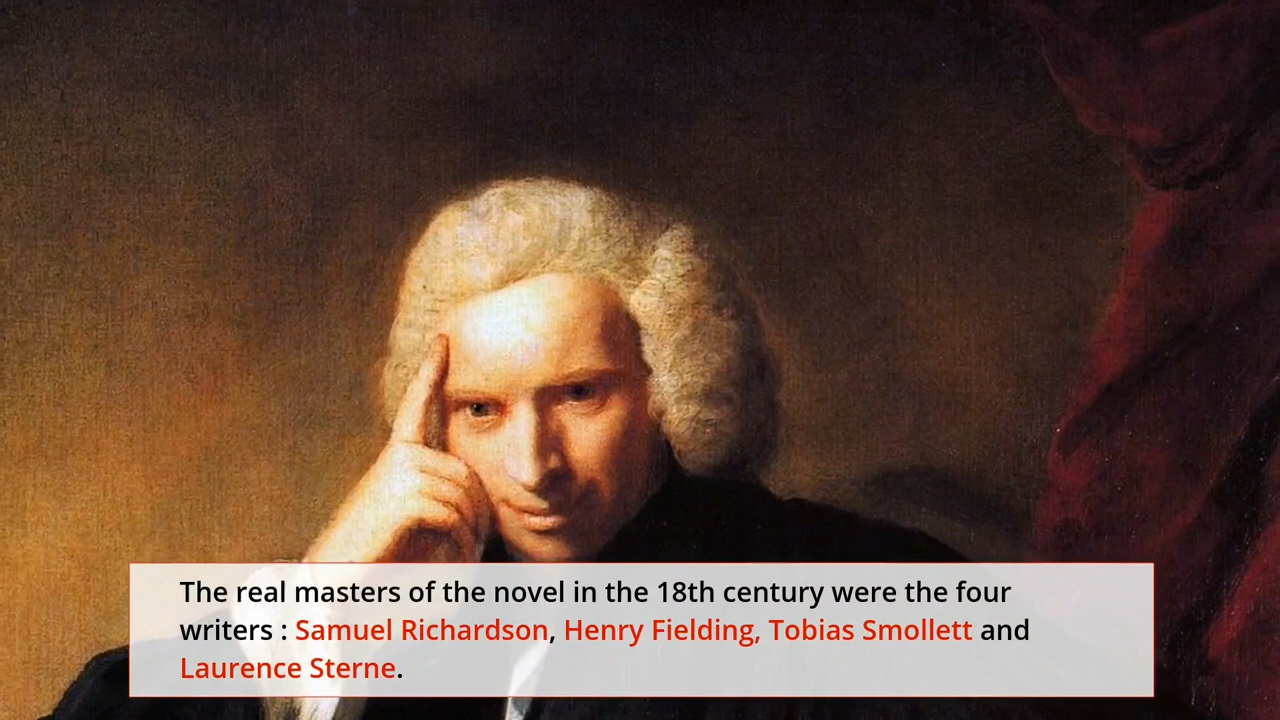 The real masters of the novel in the 18th century were the four
writers : Samuel Richardson, Henry Fielding, Tobias Smollett and
Laurence Sterne.